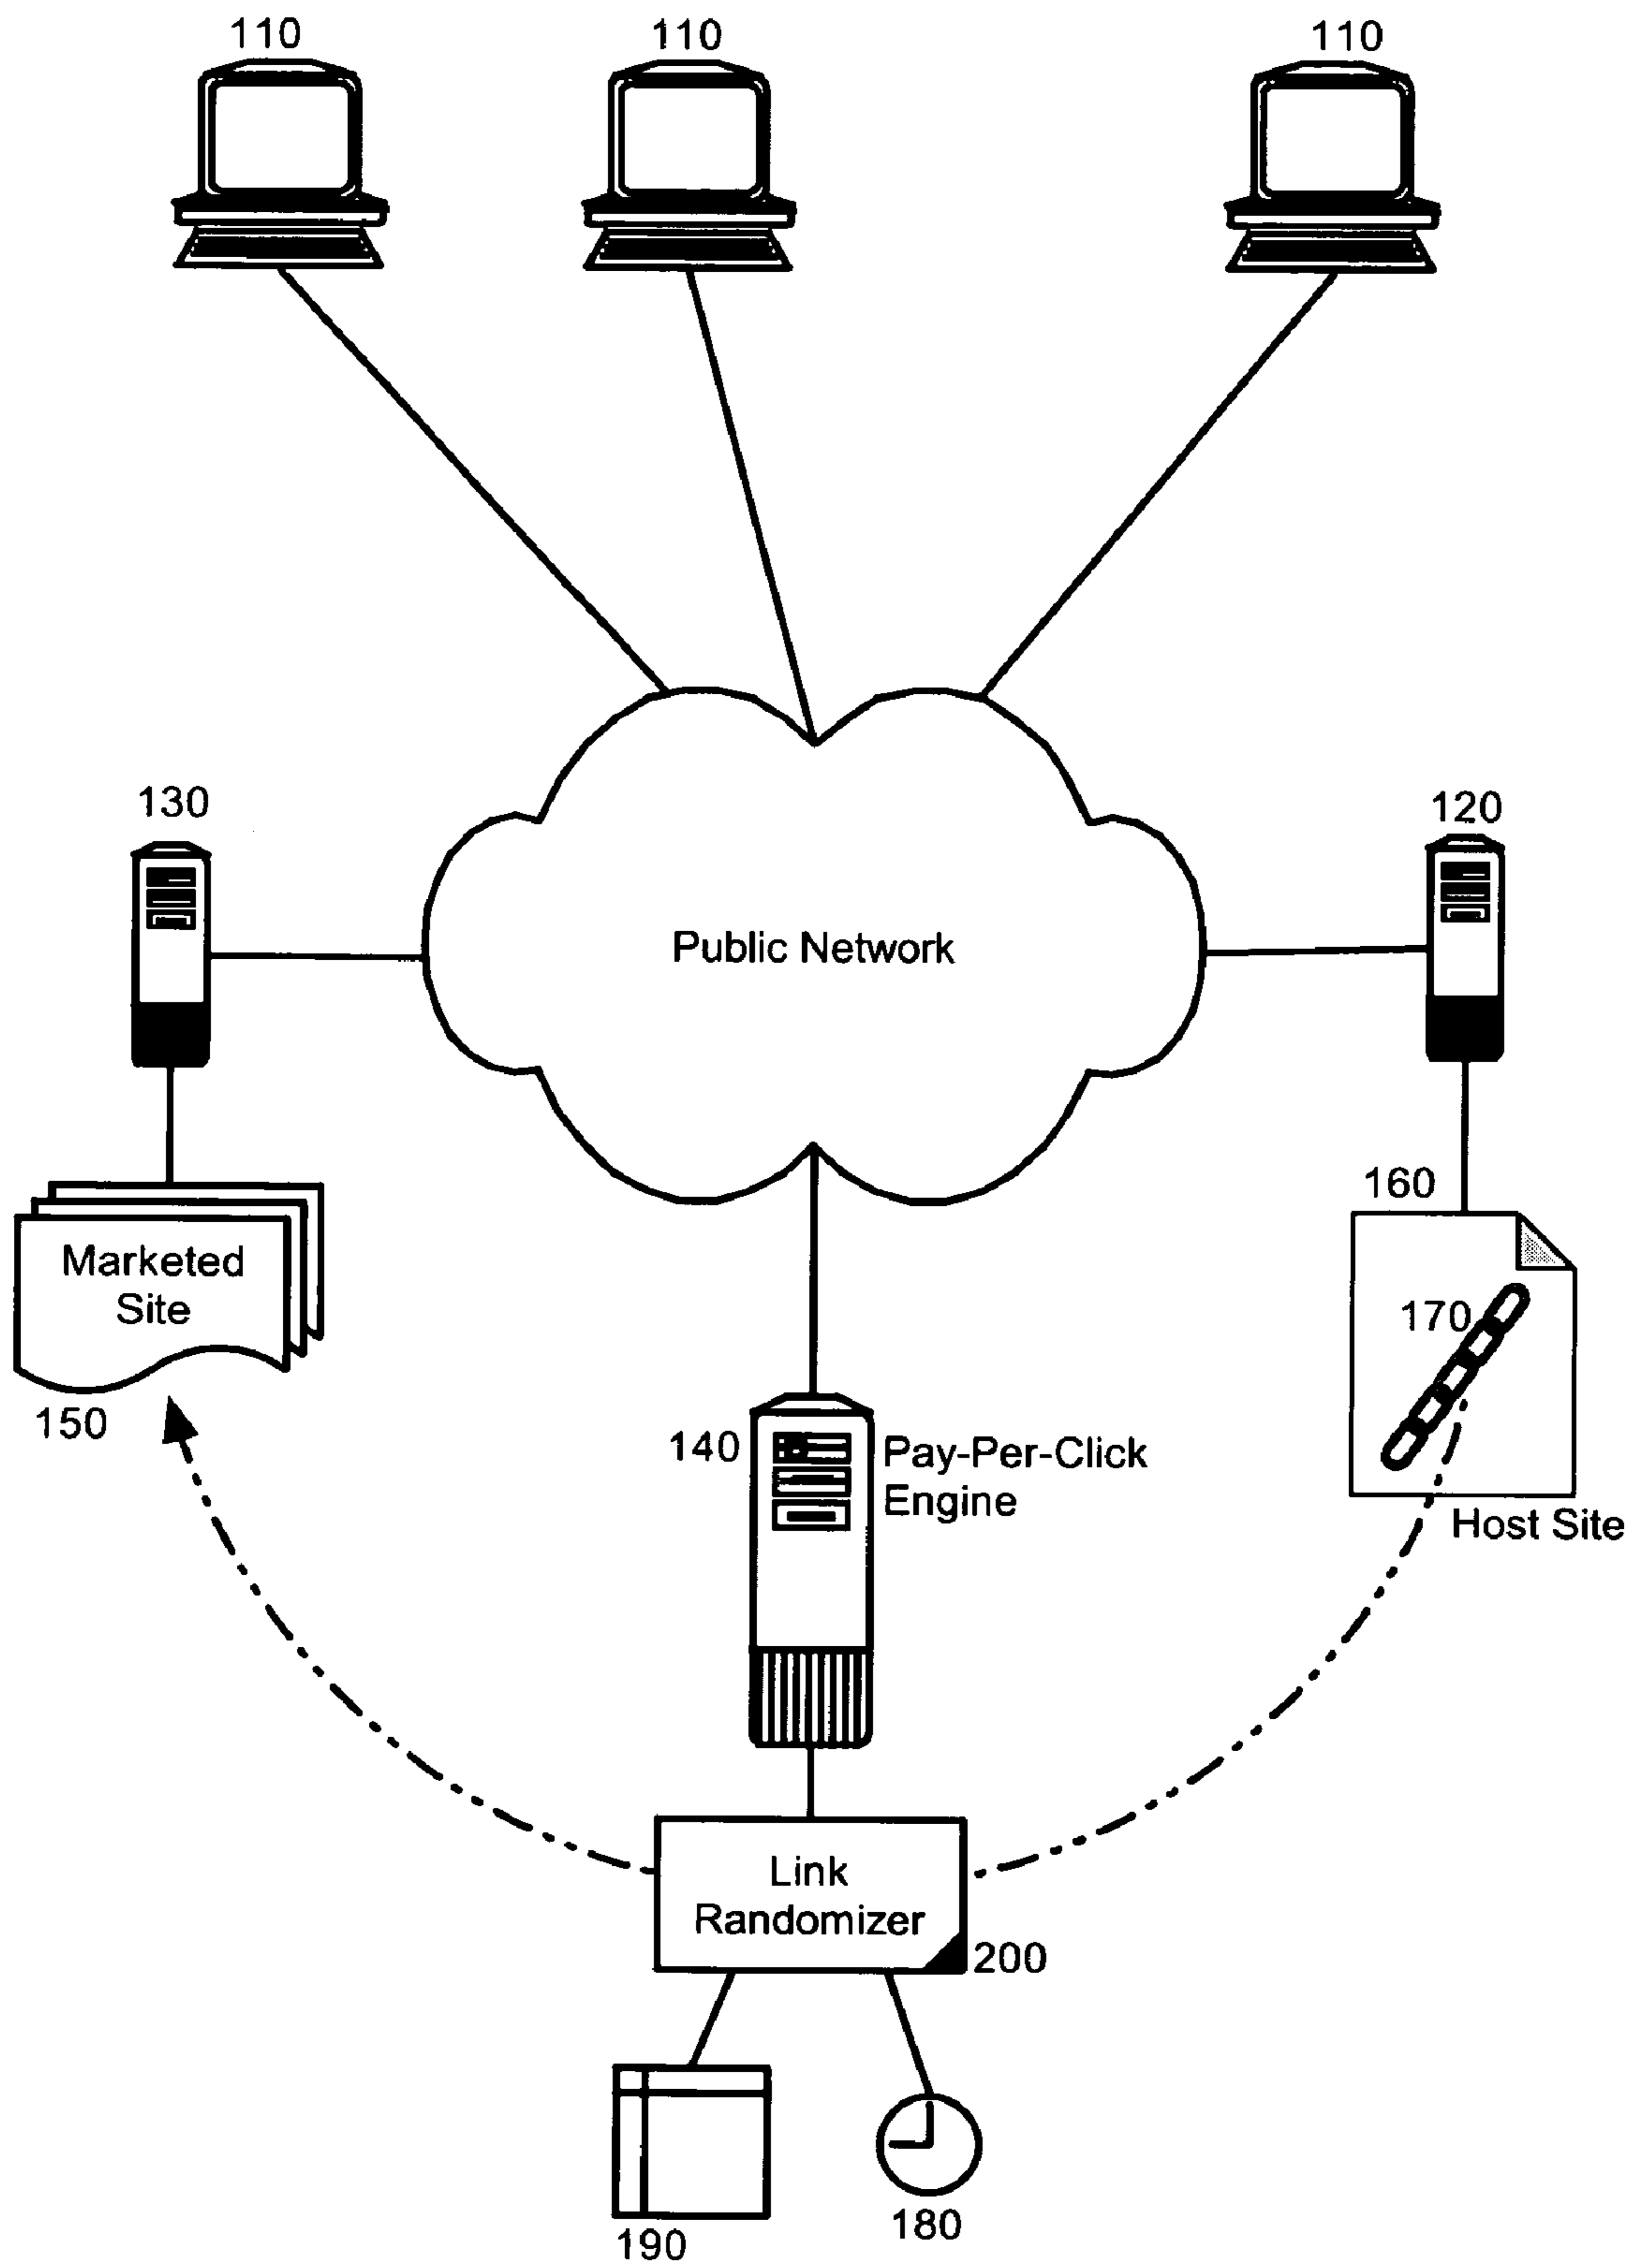 110
110
110
130
120
Public Network
160
Marketed
Site
170
150
140
Pay-Per-Click
Engine
Host Site
Link
Randomizer
200
190
180